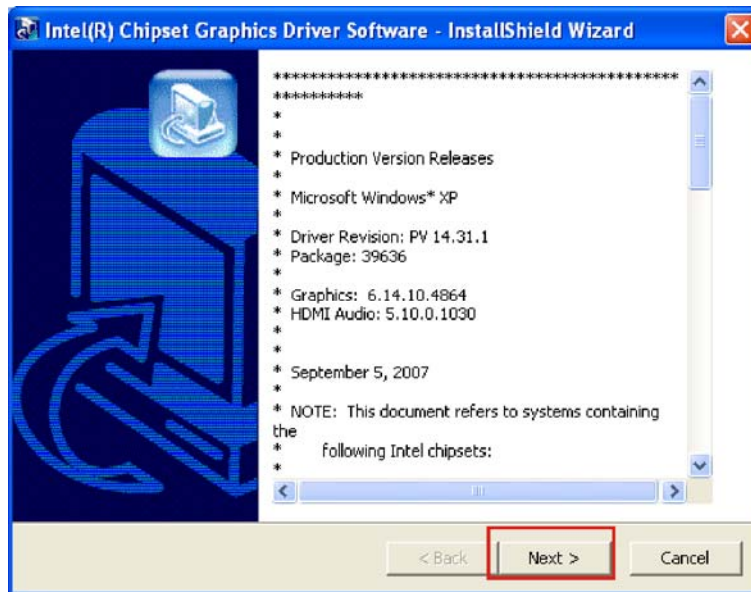 Intel(R) Chipset Graphics Driver Software - InstallShield Wizard
*********************************************
**********
*
*
* Production Version Releases
*
* Microsoft Windows* XP
*
* Driver Revision: PV 14.31.1
* Package: 39636
*
* Graphics: 6.14.10.4864
* HDMI Audio: 5.10.0.1030
*
*
* September 5, 2007
*
* NOTE: This document refers to systems containing
the
* following Intel chipsets:
*
< Back
Next >
Cancel